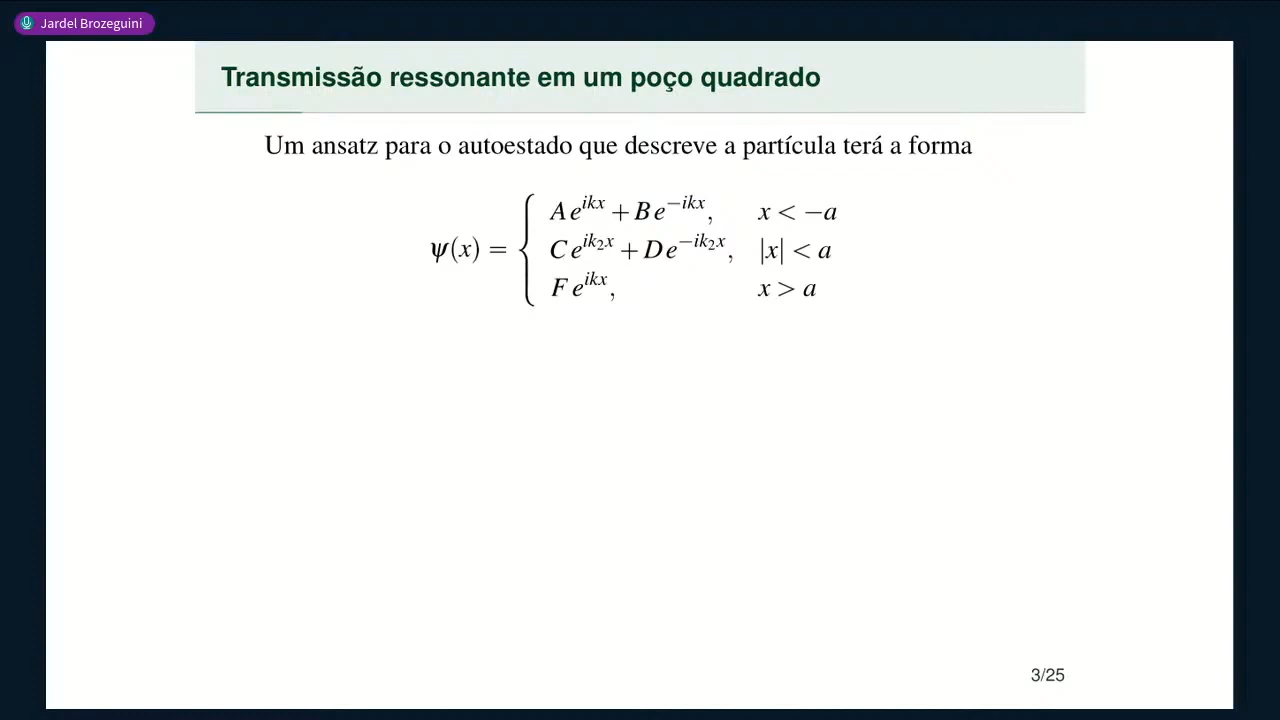 Jardel Brozeguini
Transmissão ressonante em um poço quadrado
Um ansatz para o autoestado que descreve a partícula terá a forma
ψ(x) = { A e^{ikx} + B e^{−ikx}, x < −a
C e^{ik₂x} + D e^{−ik₂x}, |x| < a
F e^{ikx}, x > a
3/25